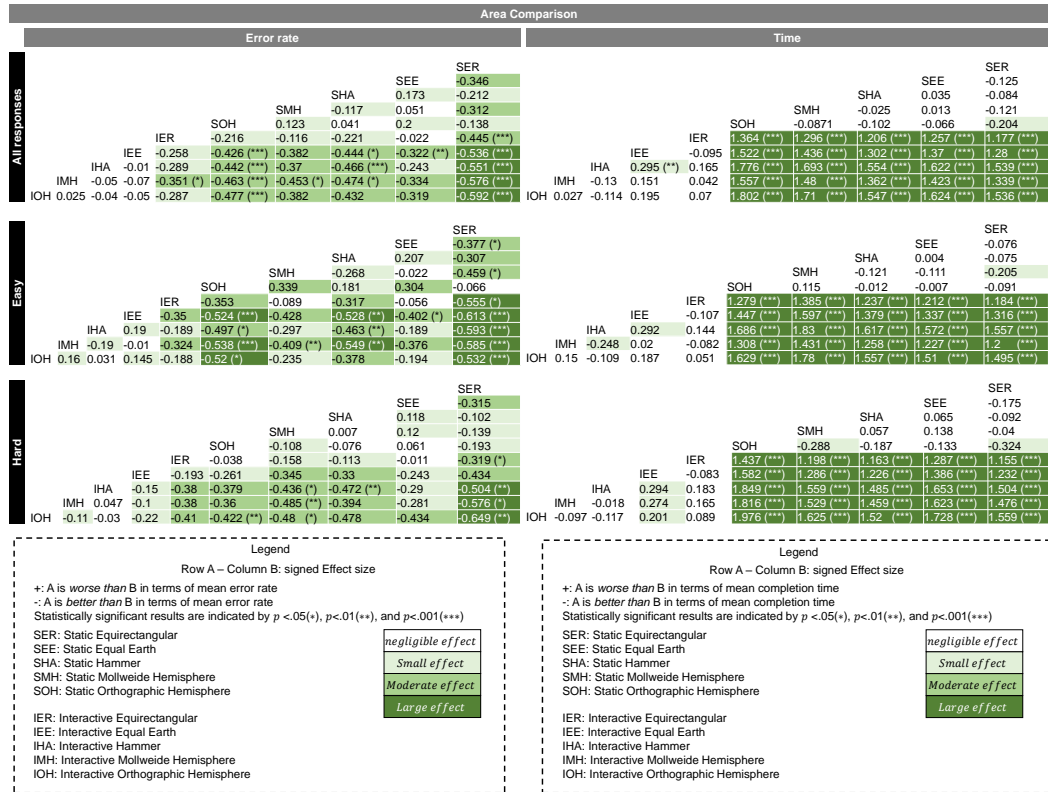 Area Comparison
Error rate
Time
All responses
SER
SEE -0.346
SHA 0.173 -0.212
SMH -0.117 0.051 -0.312
SOH 0.123 0.041 0.2 -0.138
IER -0.216 -0.116 -0.221 -0.022 -0.445 (***)
IEE -0.258 -0.426 (***) -0.382 -0.444 (*) -0.322 (**) -0.536 (***)
IHA -0.01 -0.289 -0.442 (***) -0.37 -0.466 (***) -0.243 -0.551 (***)
IMH -0.05 -0.07 -0.351 (*) -0.463 (***) -0.453 (*) -0.474 (*) -0.334 -0.576 (***)
IOH 0.025 -0.04 -0.05 -0.287 -0.477 (***) -0.382 -0.432 -0.319 -0.592 (***)
SER
SEE -0.125
SHA 0.035 -0.084
SMH -0.025 0.013 -0.121
SOH -0.0871 -0.102 -0.066 -0.204
IER 1.364 (***) 1.296 (***) 1.206 (***) 1.257 (***) 1.177 (***)
IEE -0.095 1.522 (***) 1.436 (***) 1.302 (***) 1.37 (***) 1.28 (***)
IHA 0.295 (**) 0.165 1.776 (***) 1.693 (***) 1.554 (***) 1.622 (***) 1.539 (***)
IMH -0.13 0.151 0.042 1.557 (***) 1.48 (***) 1.362 (***) 1.423 (***) 1.339 (***)
IOH 0.027 -0.114 0.195 0.07 1.802 (***) 1.71 (***) 1.547 (***) 1.624 (***) 1.536 (***)
Easy
SER
SEE -0.377 (*)
SHA 0.207 -0.307
SMH -0.268 -0.022 -0.459 (*)
SOH 0.339 0.181 0.304 -0.066
IER -0.353 -0.089 -0.317 -0.056 -0.555 (*)
IEE -0.35 -0.524 (***) -0.428 -0.528 (**) -0.402 (*) -0.613 (***)
IHA 0.19 -0.189 -0.497 (*) -0.297 -0.463 (**) -0.189 -0.593 (***)
IMH -0.19 -0.01 -0.324 -0.538 (***) -0.409 (**) -0.549 (**) -0.376 -0.585 (***)
IOH 0.16 0.031 0.145 -0.188 -0.52 (*) -0.235 -0.378 -0.194 -0.532 (***)
SER
SEE -0.076
SHA 0.004 -0.075
SMH -0.121 -0.111 -0.205
SOH 0.115 -0.012 -0.007 -0.091
IER 1.279 (***) 1.385 (***) 1.237 (***) 1.212 (***) 1.184 (***)
IEE -0.107 1.447 (***) 1.597 (***) 1.379 (***) 1.337 (***) 1.316 (***)
IHA 0.292 0.144 1.686 (***) 1.83 (***) 1.617 (***) 1.572 (***) 1.557 (***)
IMH -0.248 0.02 -0.082 1.308 (***) 1.431 (***) 1.258 (***) 1.227 (***) 1.2 (***)
IOH 0.15 -0.109 0.187 0.051 1.629 (***) 1.78 (***) 1.557 (***) 1.51 (***) 1.495 (***)
Hard
SER
SEE -0.315
SHA 0.118 -0.102
SMH 0.007 0.12 -0.139
SOH -0.108 -0.076 0.061 -0.193
IER -0.038 -0.158 -0.113 -0.011 -0.319 (*)
IEE -0.193 -0.261 -0.345 -0.33 -0.243 -0.434
IHA -0.15 -0.38 -0.379 -0.436 (*) -0.472 (**) -0.29 -0.504 (**)
IMH 0.047 -0.1 -0.38 -0.36 -0.485 (**) -0.394 -0.281 -0.576 (*)
IOH -0.11 -0.03 -0.22 -0.41 -0.422 (**) -0.48 (*) -0.478 -0.434 -0.649 (**)
SER
SEE -0.175
SHA 0.065 -0.092
SMH 0.057 0.138 -0.04
SOH -0.288 -0.187 -0.133 -0.324
IER 1.437 (***) 1.198 (***) 1.163 (***) 1.287 (***) 1.155 (***)
IEE -0.083 1.582 (***) 1.286 (***) 1.226 (***) 1.386 (***) 1.232 (***)
IHA 0.294 0.183 1.849 (***) 1.559 (***) 1.485 (***) 1.653 (***) 1.504 (***)
IMH -0.018 0.274 0.165 1.816 (***) 1.529 (***) 1.459 (***) 1.623 (***) 1.476 (***)
IOH -0.097 -0.117 0.201 0.089 1.976 (***) 1.625 (***) 1.52 (***) 1.728 (***) 1.559 (***)
Legend
Row A – Column B: signed Effect size
+: A is worse than B in terms of mean error rate
-: A is better than B in terms of mean error rate
Statistically significant results are indicated by p <.05(*), p<.01(**), and p<.001(***)
SER: Static Equirectangular
SEE: Static Equal Earth
SHA: Static Hammer
SMH: Static Mollweide Hemisphere
SOH: Static Orthographic Hemisphere
IER: Interactive Equirectangular
IEE: Interactive Equal Earth
IHA: Interactive Hammer
IMH: Interactive Mollweide Hemisphere
IOH: Interactive Orthographic Hemisphere
negligible effect
Small effect
Moderate effect
Large effect
Legend
Row A – Column B: signed Effect size
+: A is worse than B in terms of mean completion time
-: A is better than B in terms of mean completion time
Statistically significant results are indicated by p <.05(*), p<.01(**), and p<.001(***)
SER: Static Equirectangular
SEE: Static Equal Earth
SHA: Static Hammer
SMH: Static Mollweide Hemisphere
SOH: Static Orthographic Hemisphere
IER: Interactive Equirectangular
IEE: Interactive Equal Earth
IHA: Interactive Hammer
IMH: Interactive Mollweide Hemisphere
IOH: Interactive Orthographic Hemisphere
negligible effect
Small effect
Moderate effect
Large effect